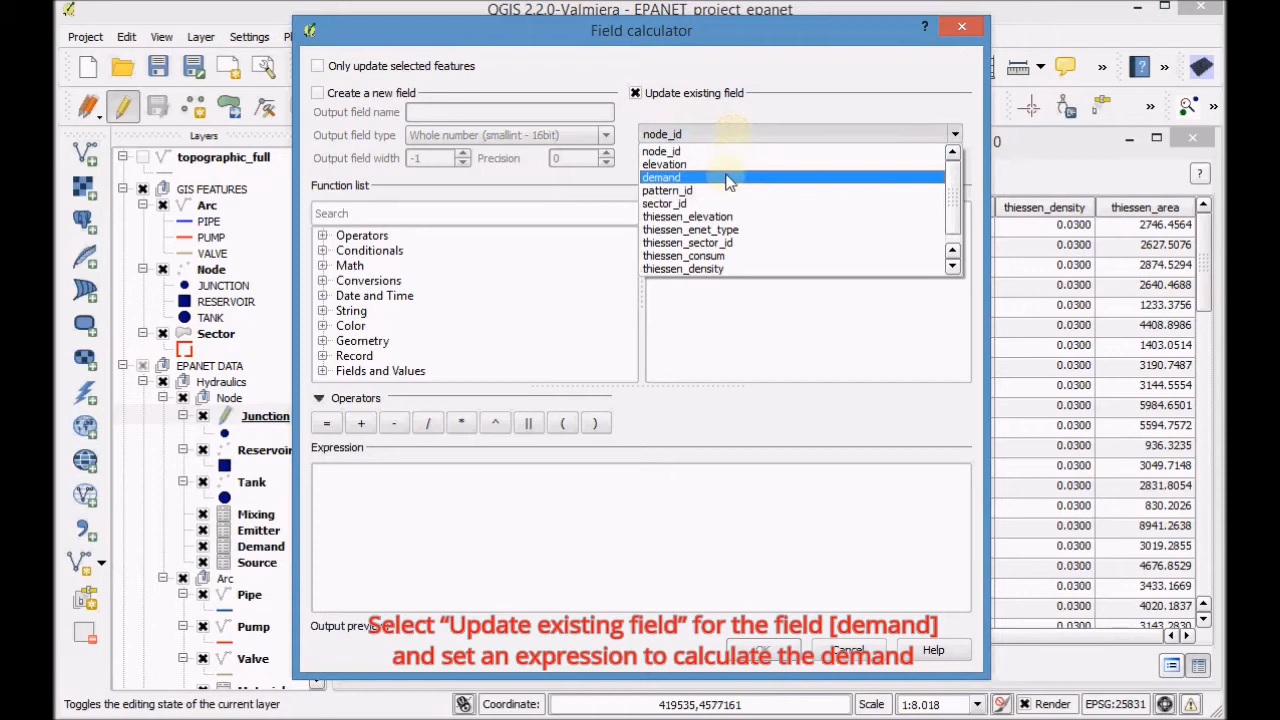 QGIS 2.2.0-Valmiera - EPANET_project_epanet
Project Edit View Layer Settings
Field calculator
?
Only update selected features
Create a new field
Output field name
Output field type Whole number (smallint - 16bit)
Output field width -1 Precision 0
Update existing field
node_id
node_id
elevation
demand
pattern_id
sector_id
thiessen_elevation
thiessen_enet_type
thiessen_sector_id
thiessen_consum
thiessen_density
Function list
Search
Operators
Conditionals
Math
Conversions
Date and Time
String
Color
Geometry
Record
Fields and Values
Operators
= + - / * ^ || ( )
Expression
Output preview:
OK Cancel Help
Select “Update existing field” for the field [demand]
and set an expression to calculate the demand
Layers
topographic_full
GIS FEATURES
Arc
PIPE
PUMP
VALVE
Node
JUNCTION
RESERVOIR
TANK
Sector
EPANET DATA
Hydraulics
Node
Junction
Reservoir
Tank
Mixing
Emitter
Demand
Source
Arc
Pipe
Pump
Valve
0
?
thiessen_density thiessen_area
0.0300 2746.4564
0.0300 2627.5076
0.0300 2874.5294
0.0300 2640.4688
0.0300 1233.3756
0.0300 4408.8986
0.0300 1403.0514
0.0300 3190.7487
0.0300 3144.5554
0.0300 5984.6501
0.0300 5594.7572
0.0300 936.3235
0.0300 3049.7148
0.0300 2831.8054
0.0300 830.2026
0.0300 8941.2638
0.0300 3019.2855
0.0300 4676.8529
0.0300 3433.1669
0.0300 4020.1837
0.0300 3143.2830
Toggles the editing state of the current layer
Coordinate: 419535,4577161 Scale 1:8.018 Render EPSG:25831